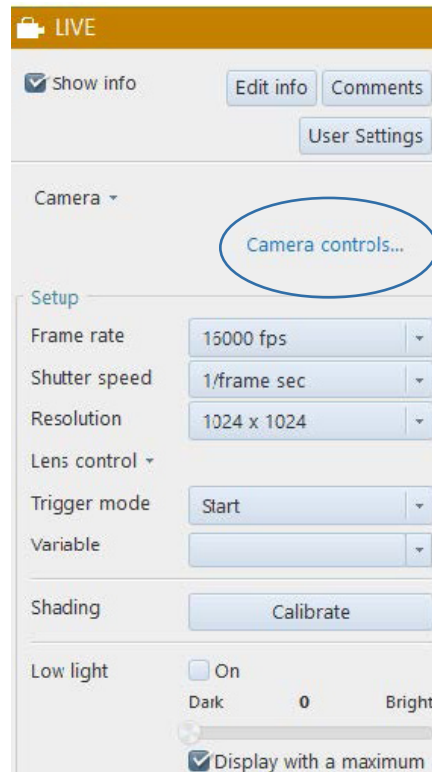 LIVE
Show info
Edit info Comments
User Settings
Camera
Camera controls...
Setup
Frame rate 16000 fps
Shutter speed 1/frame sec
Resolution 1024 x 1024
Lens control
Trigger mode Start
Variable
Shading Calibrate
Low light On
Dark 0 Bright
Display with a maximum